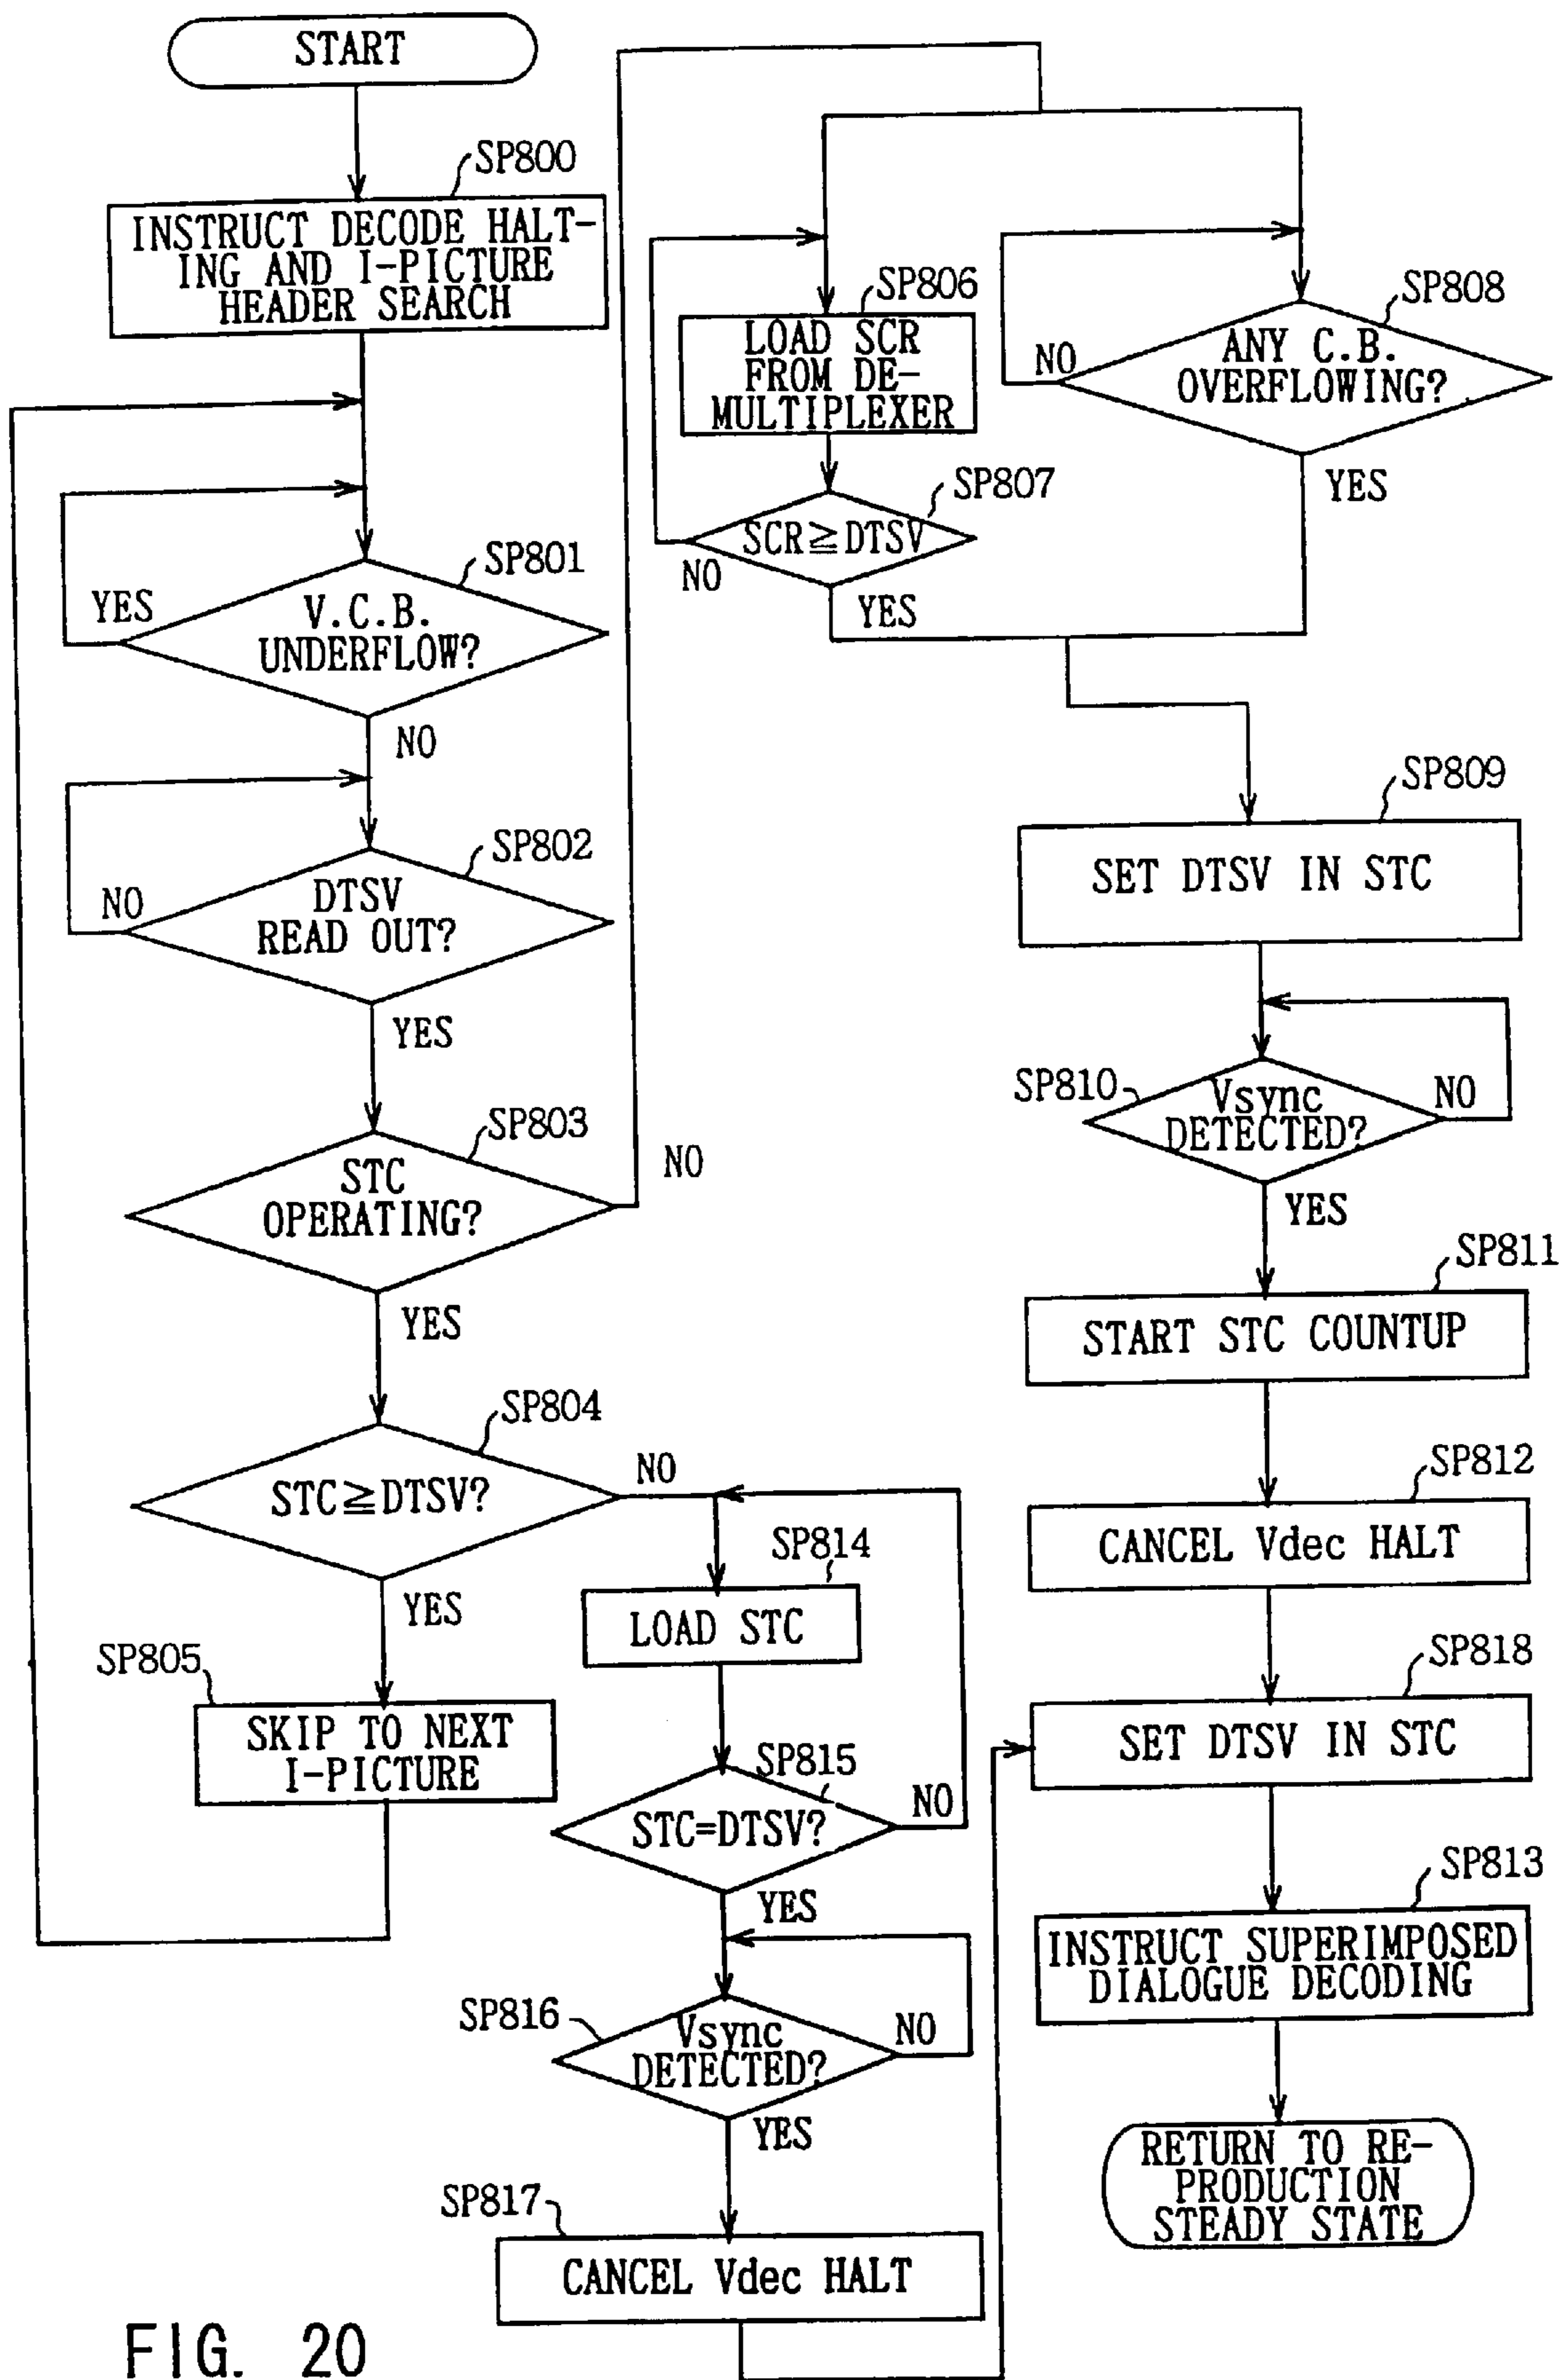 START
SP800
INSTRUCT DECODE HALT-
ING AND I-PICTURE
HEADER SEARCH
SP801
YES
V.C.B.
UNDERFLOW?
NO
SP802
NO
DTSV
READ OUT?
YES
SP803
NO
STC
OPERATING?
YES
SP804
NO
STC≧DTSV?
YES
SP805
SKIP TO NEXT
I-PICTURE
SP814
LOAD STC
SP815
NO
STC=DTSV?
YES
SP816
NO
Vsync
DETECTED?
YES
SP817
CANCEL Vdec HALT
SP806
LOAD SCR
FROM DE-
MULTIPLEXER
SP807
SCR≧DTSV
NO
YES
SP808
NO
ANY C.B.
OVERFLOWING?
YES
SP809
SET DTSV IN STC
SP810
NO
Vsync
DETECTED?
YES
SP811
START STC COUNTUP
SP812
CANCEL Vdec HALT
SP818
SET DTSV IN STC
SP813
INSTRUCT SUPERIMPOSED
DIALOGUE DECODING
RETURN TO RE-
PRODUCTION
STEADY STATE
FIG. 20